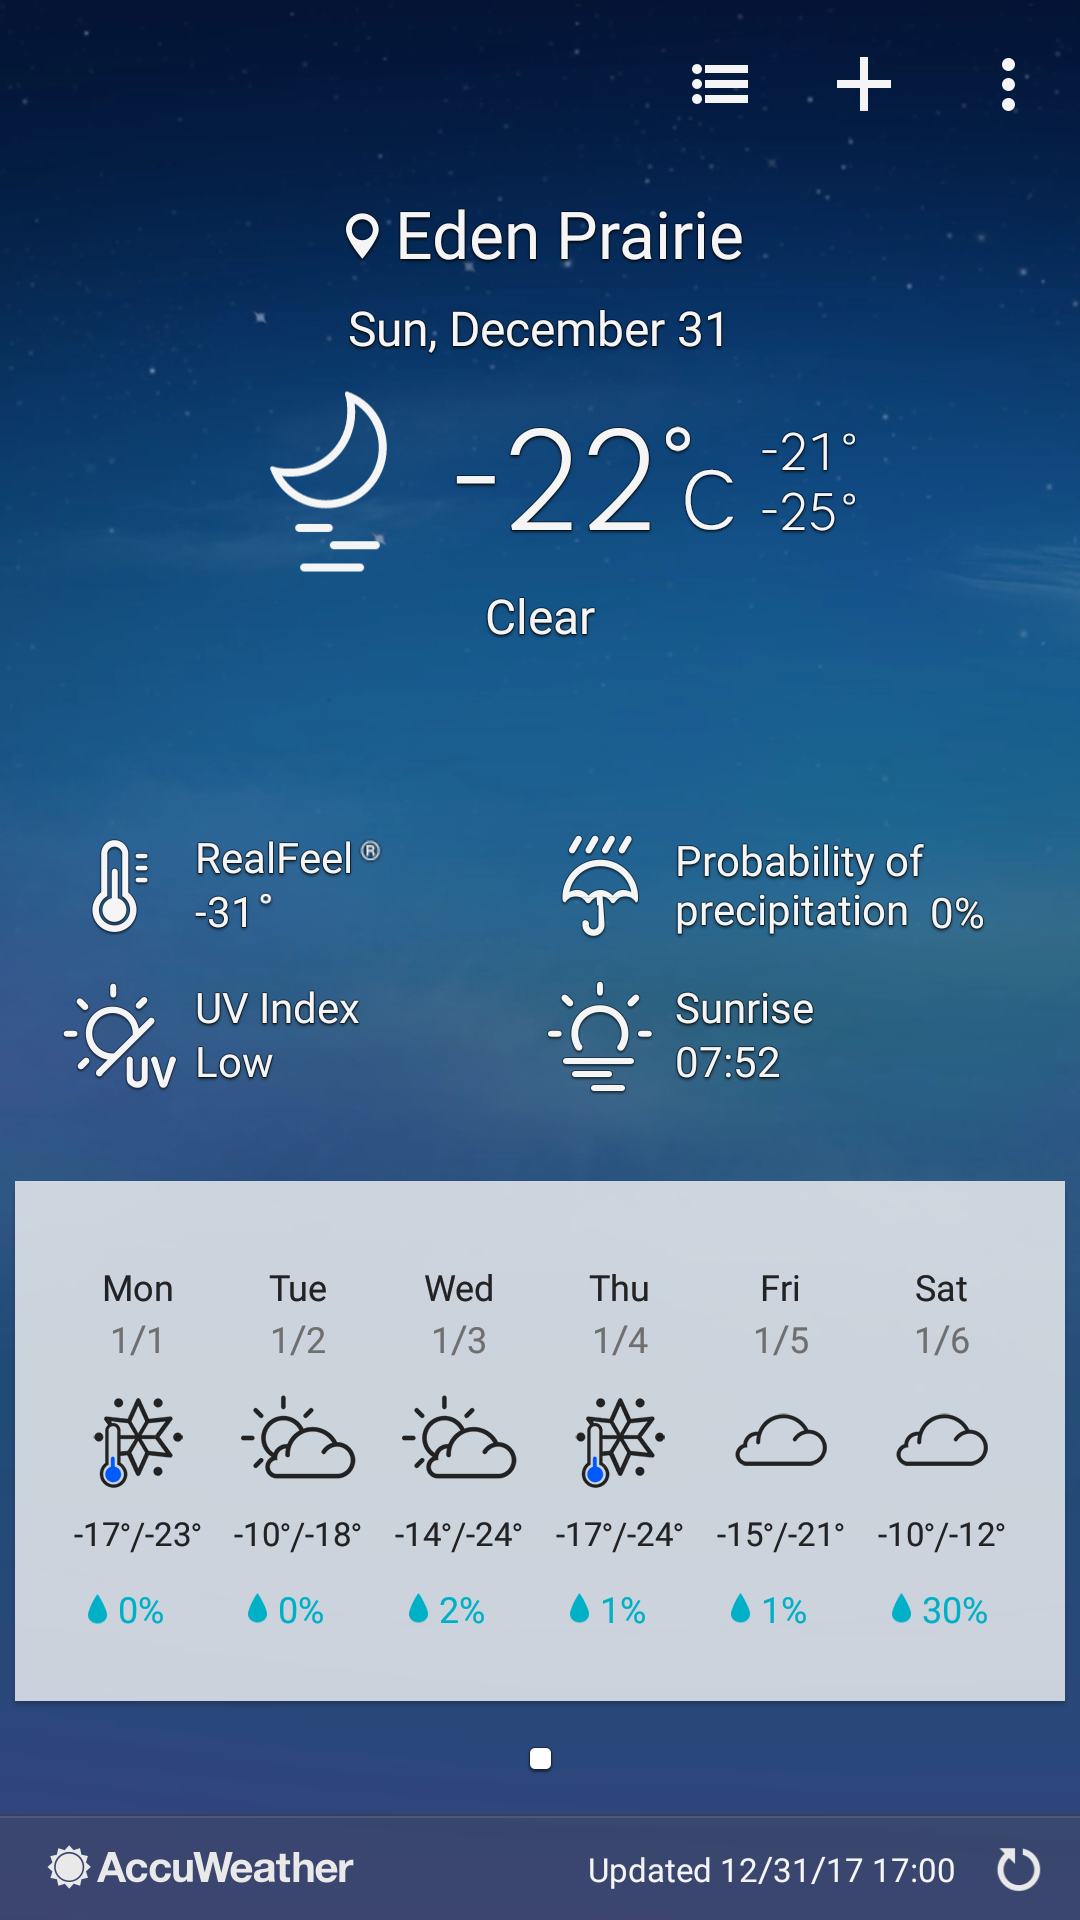 Eden Prairie
Sun, December 31
-22°C
-21°
-25°
Clear
RealFeel®
-31°
Probability of
precipitation 0%
UV
UV Index
Low
Sunrise
07:52
Mon Tue Wed Thu Fri Sat
1/1 1/2 1/3 1/4 1/5 1/6
-17°/-23° -10°/-18° -14°/-24° -17°/-24° -15°/-21° -10°/-12°
0% 0% 2% 1% 1% 30%
AccuWeather Updated 12/31/17 17:00